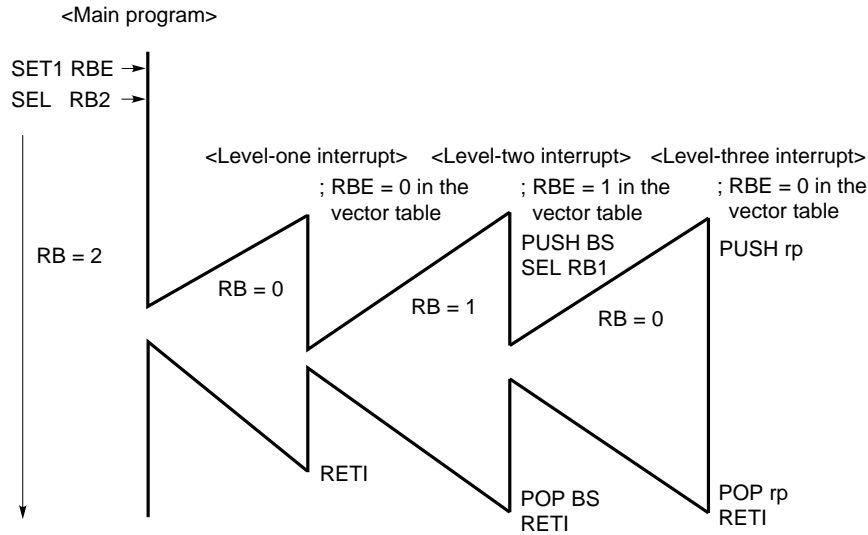 <Main program>
SET1 RBE
SEL RB2
<Level-one interrupt> <Level-two interrupt> <Level-three interrupt>
; RBE = 0 in the
vector table
; RBE = 1 in the
vector table
; RBE = 0 in the
vector table
PUSH BS
SEL RB1
PUSH rp
RB = 2
RB = 0
RB = 1
RB = 0
RETI
POP BS
RETI
POP rp
RETI